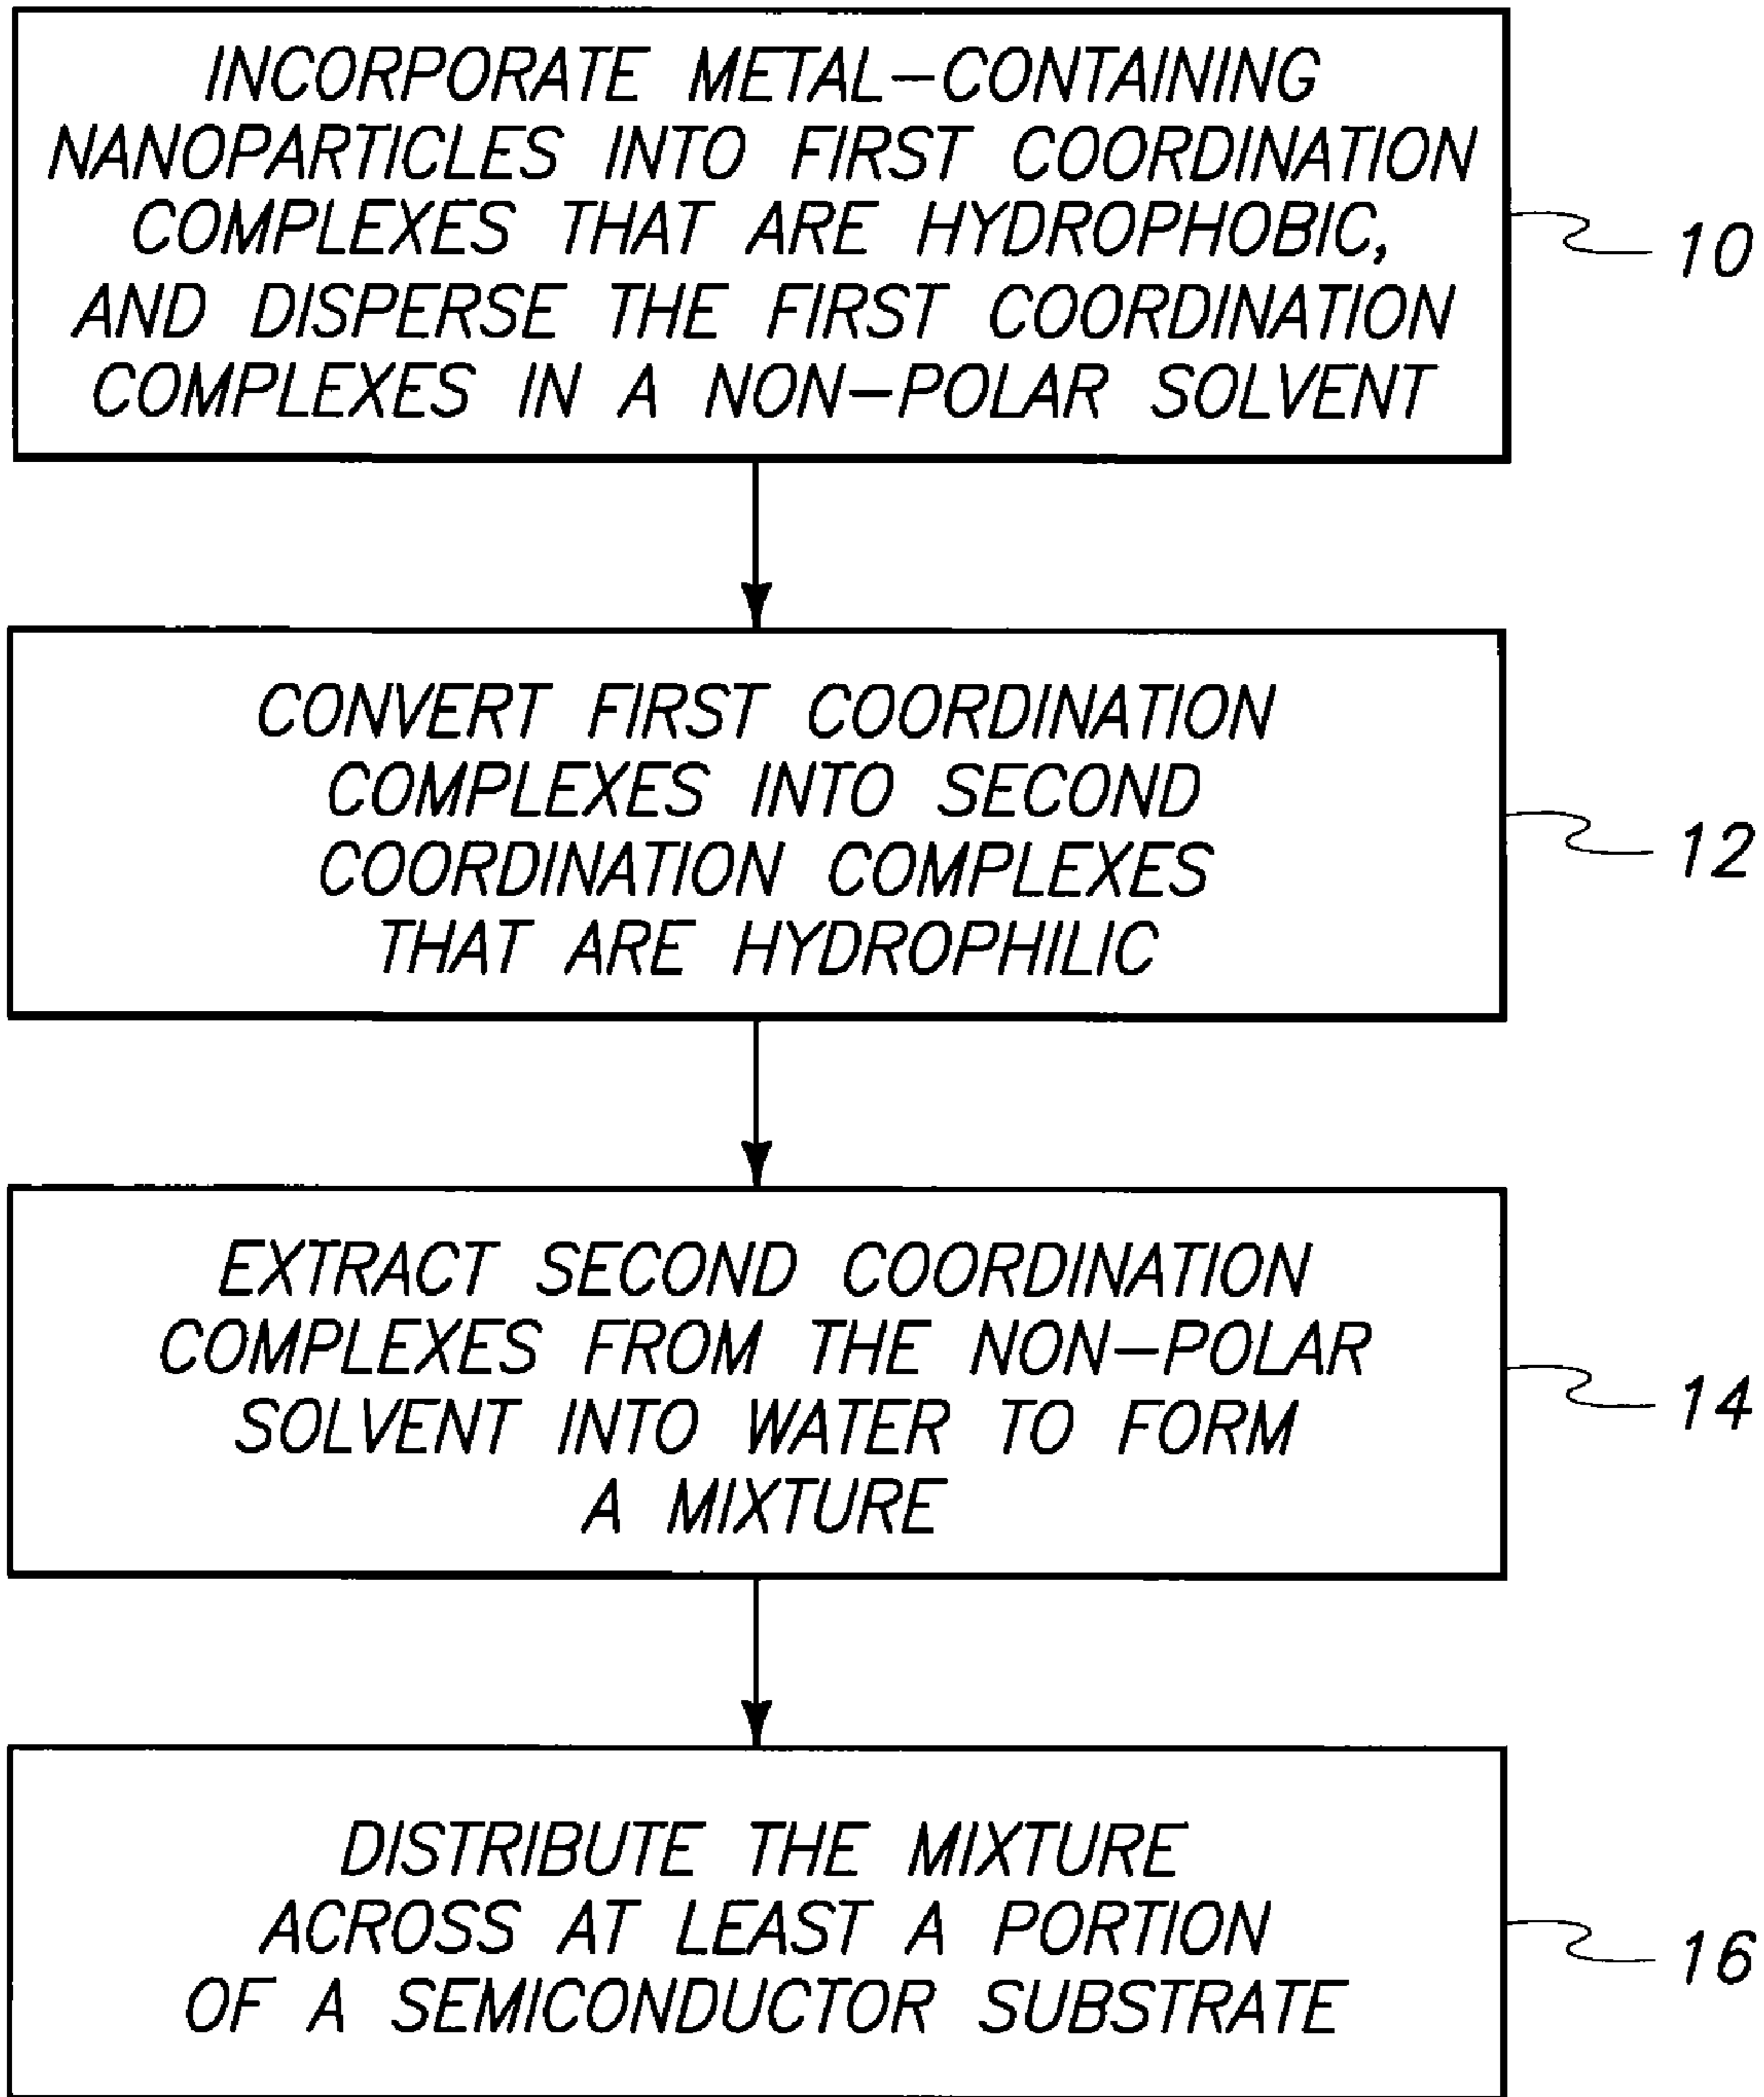 INCORPORATE METAL-CONTAINING
NANOPARTICLES INTO FIRST COORDINATION
COMPLEXES THAT ARE HYDROPHOBIC,
AND DISPERSE THE FIRST COORDINATION
COMPLEXES IN A NON-POLAR SOLVENT
10
CONVERT FIRST COORDINATION
COMPLEXES INTO SECOND
COORDINATION COMPLEXES
THAT ARE HYDROPHILIC
12
EXTRACT SECOND COORDINATION
COMPLEXES FROM THE NON-POLAR
SOLVENT INTO WATER TO FORM
A MIXTURE
14
DISTRIBUTE THE MIXTURE
ACROSS AT LEAST A PORTION
OF A SEMICONDUCTOR SUBSTRATE
16